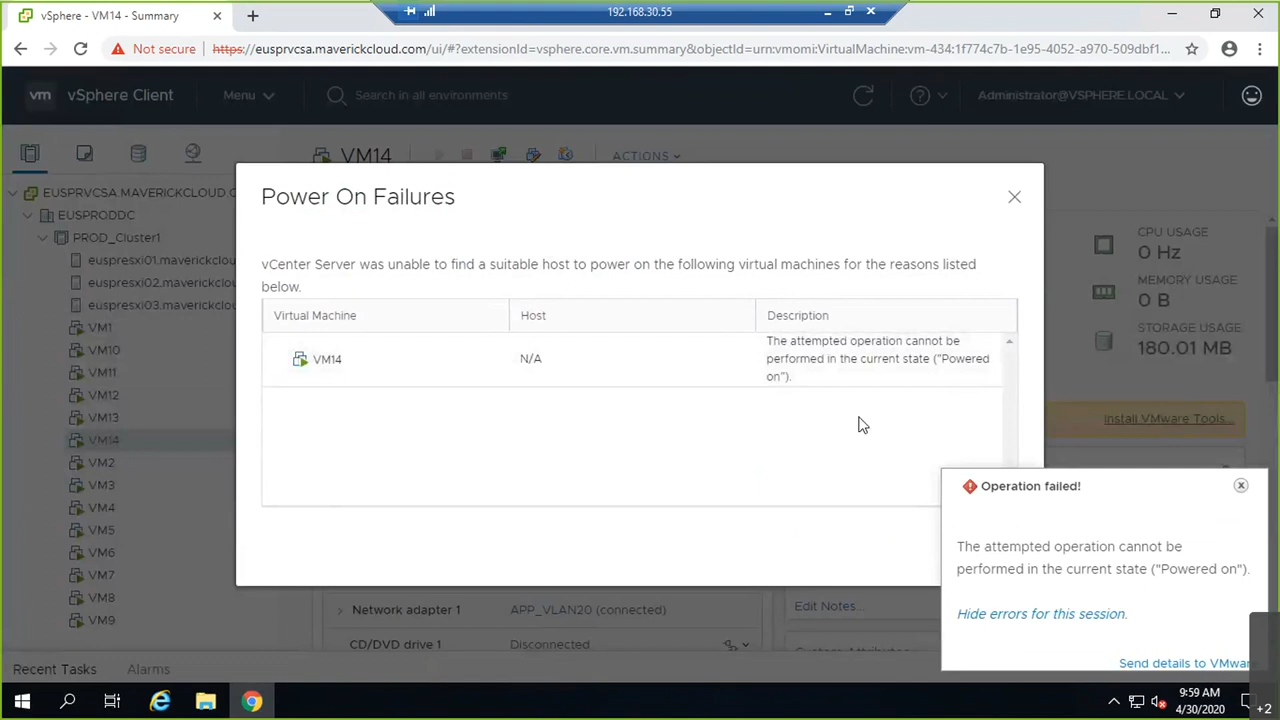 vSphere - VM14 - Summary
192.168.30.55
Not secure
https://eusprvcsa.maverickcloud.com/ui/#?extensionId=vsphere.core.vm.summary&objectId=urn:vmomi:VirtualMachine:vm-434:1f774c7b-1e95-4052-a970-509dbf1...
vm vSphere Client Menu Search in all environments Administrator@VSPHERE.LOCAL
VM14 ACTIONS
EUSPRVCSA.MAVERICKCLOUD.C
EUSPRODDC
PROD_Cluster1
euspresxi01.maverickclou
euspresxi02.maverickclou
euspresxi03.maverickclou
VM1
VM10
VM11
VM12
VM13
VM14
VM2
VM3
VM4
VM5
VM6
VM7
VM8
VM9
Power On Failures
vCenter Server was unable to find a suitable host to power on the following virtual machines for the reasons listed
below.
Virtual Machine Host Description
VM14 N/A
The attempted operation cannot be
performed in the current state ("Powered
on").
CPU USAGE
0 Hz
MEMORY USAGE
0 B
STORAGE USAGE
180.01 MB
Install VMware Tools...
Operation failed!
The attempted operation cannot be
performed in the current state ("Powered on").
Hide errors for this session.
Send details to VMwar
Network adapter 1 APP_VLAN20 (connected)
CD/DVD drive 1 Disconnected
Edit Notes...
Custom Attributes
Recent Tasks Alarms
9:59 AM
4/30/2020
+2